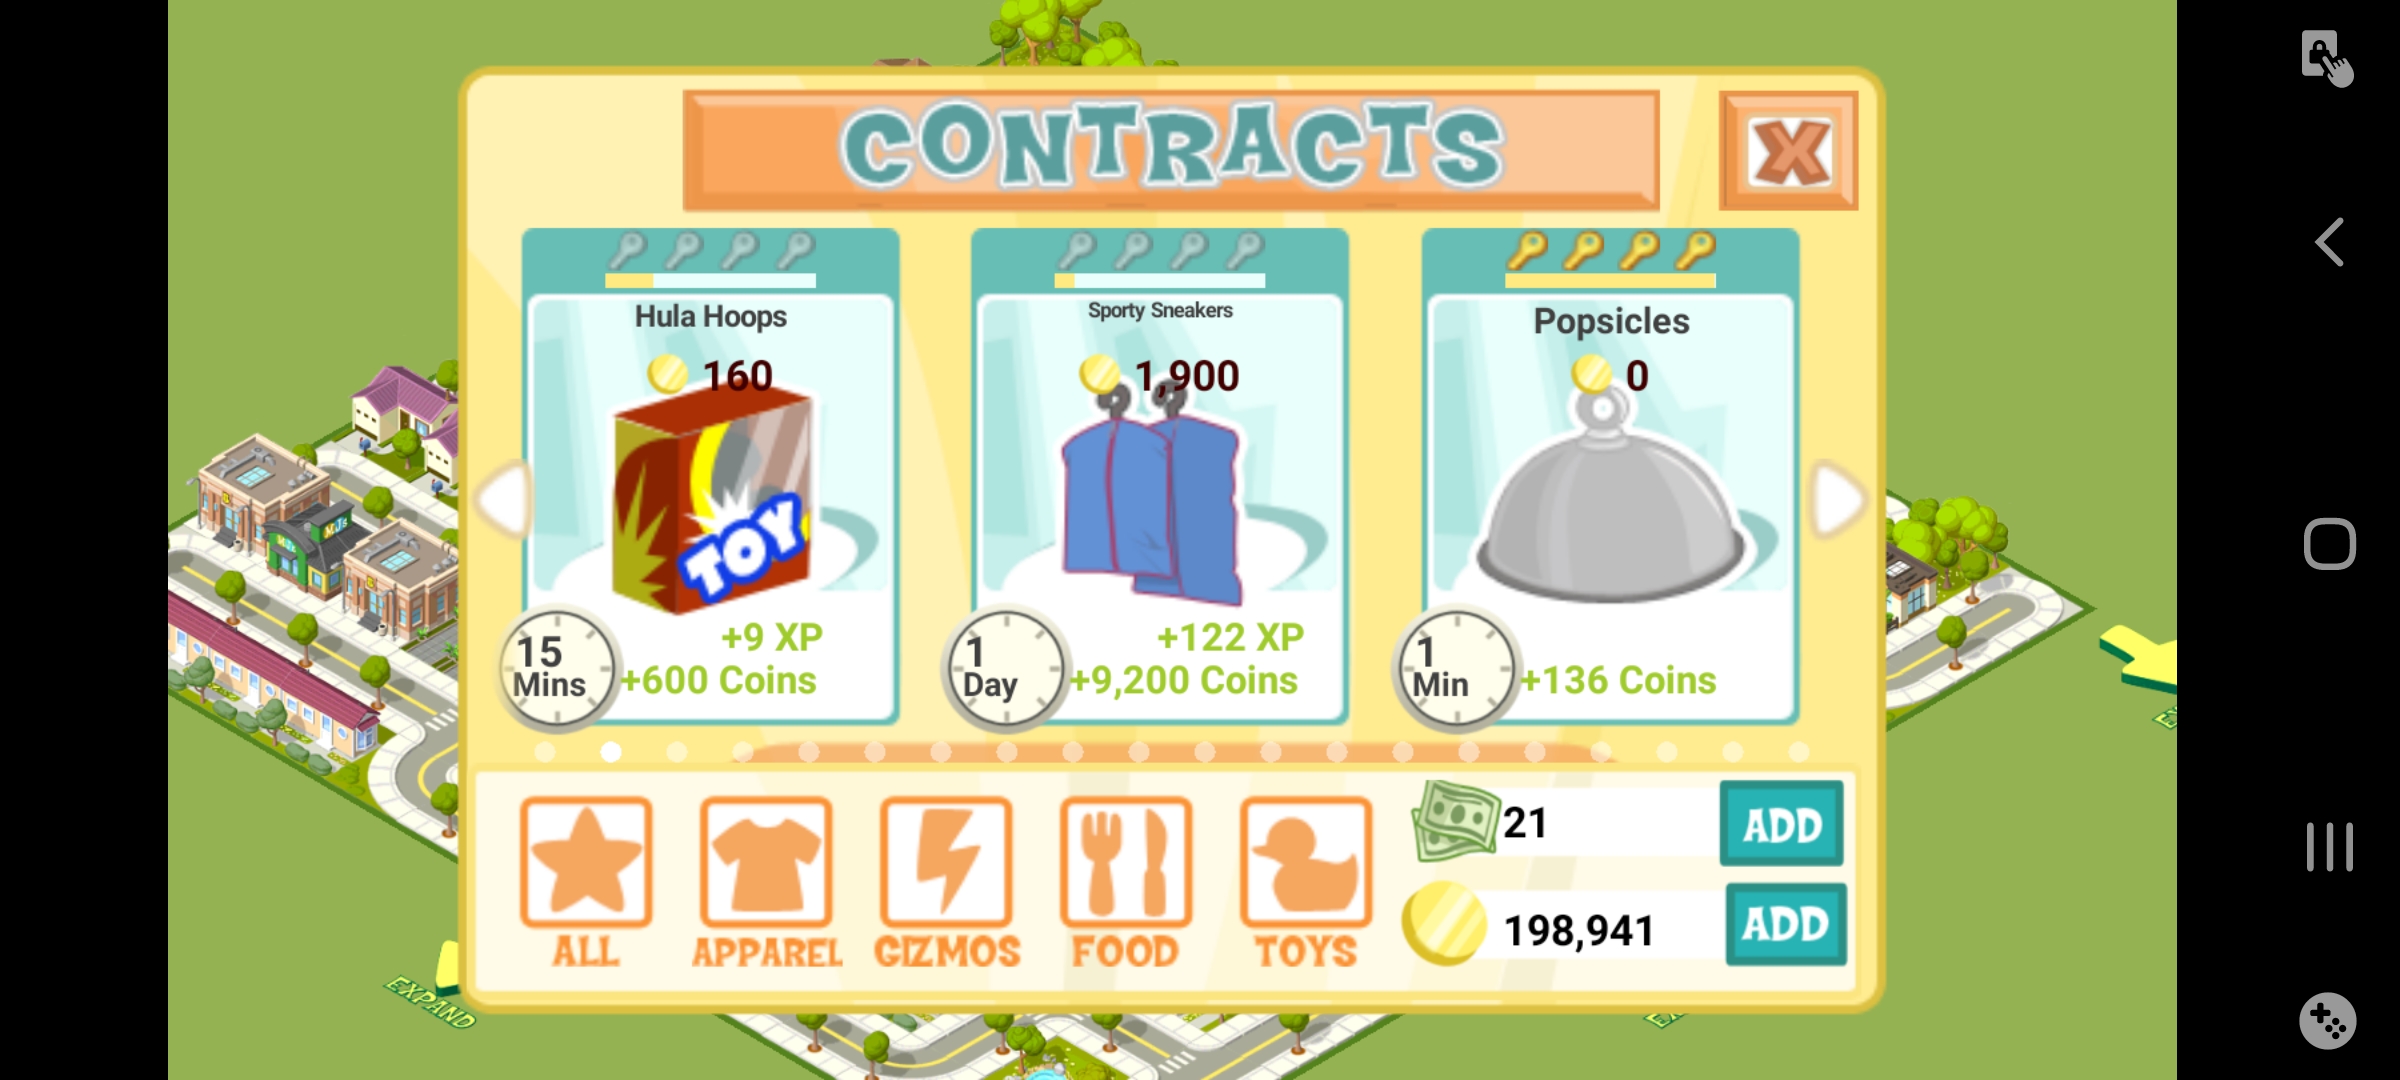 CONTRACTS
X
Hula Hoops
160
TOY
15
Mins
+9 XP
+600 Coins
Sporty Sneakers
1,900
1
Day
+122 XP
+9,200 Coins
Popsicles
0
1
Min
+136 Coins
ALL
APPAREL
GIZMOS
FOOD
TOYS
21
ADD
198,941
ADD
MJs
MJs
EXPAND